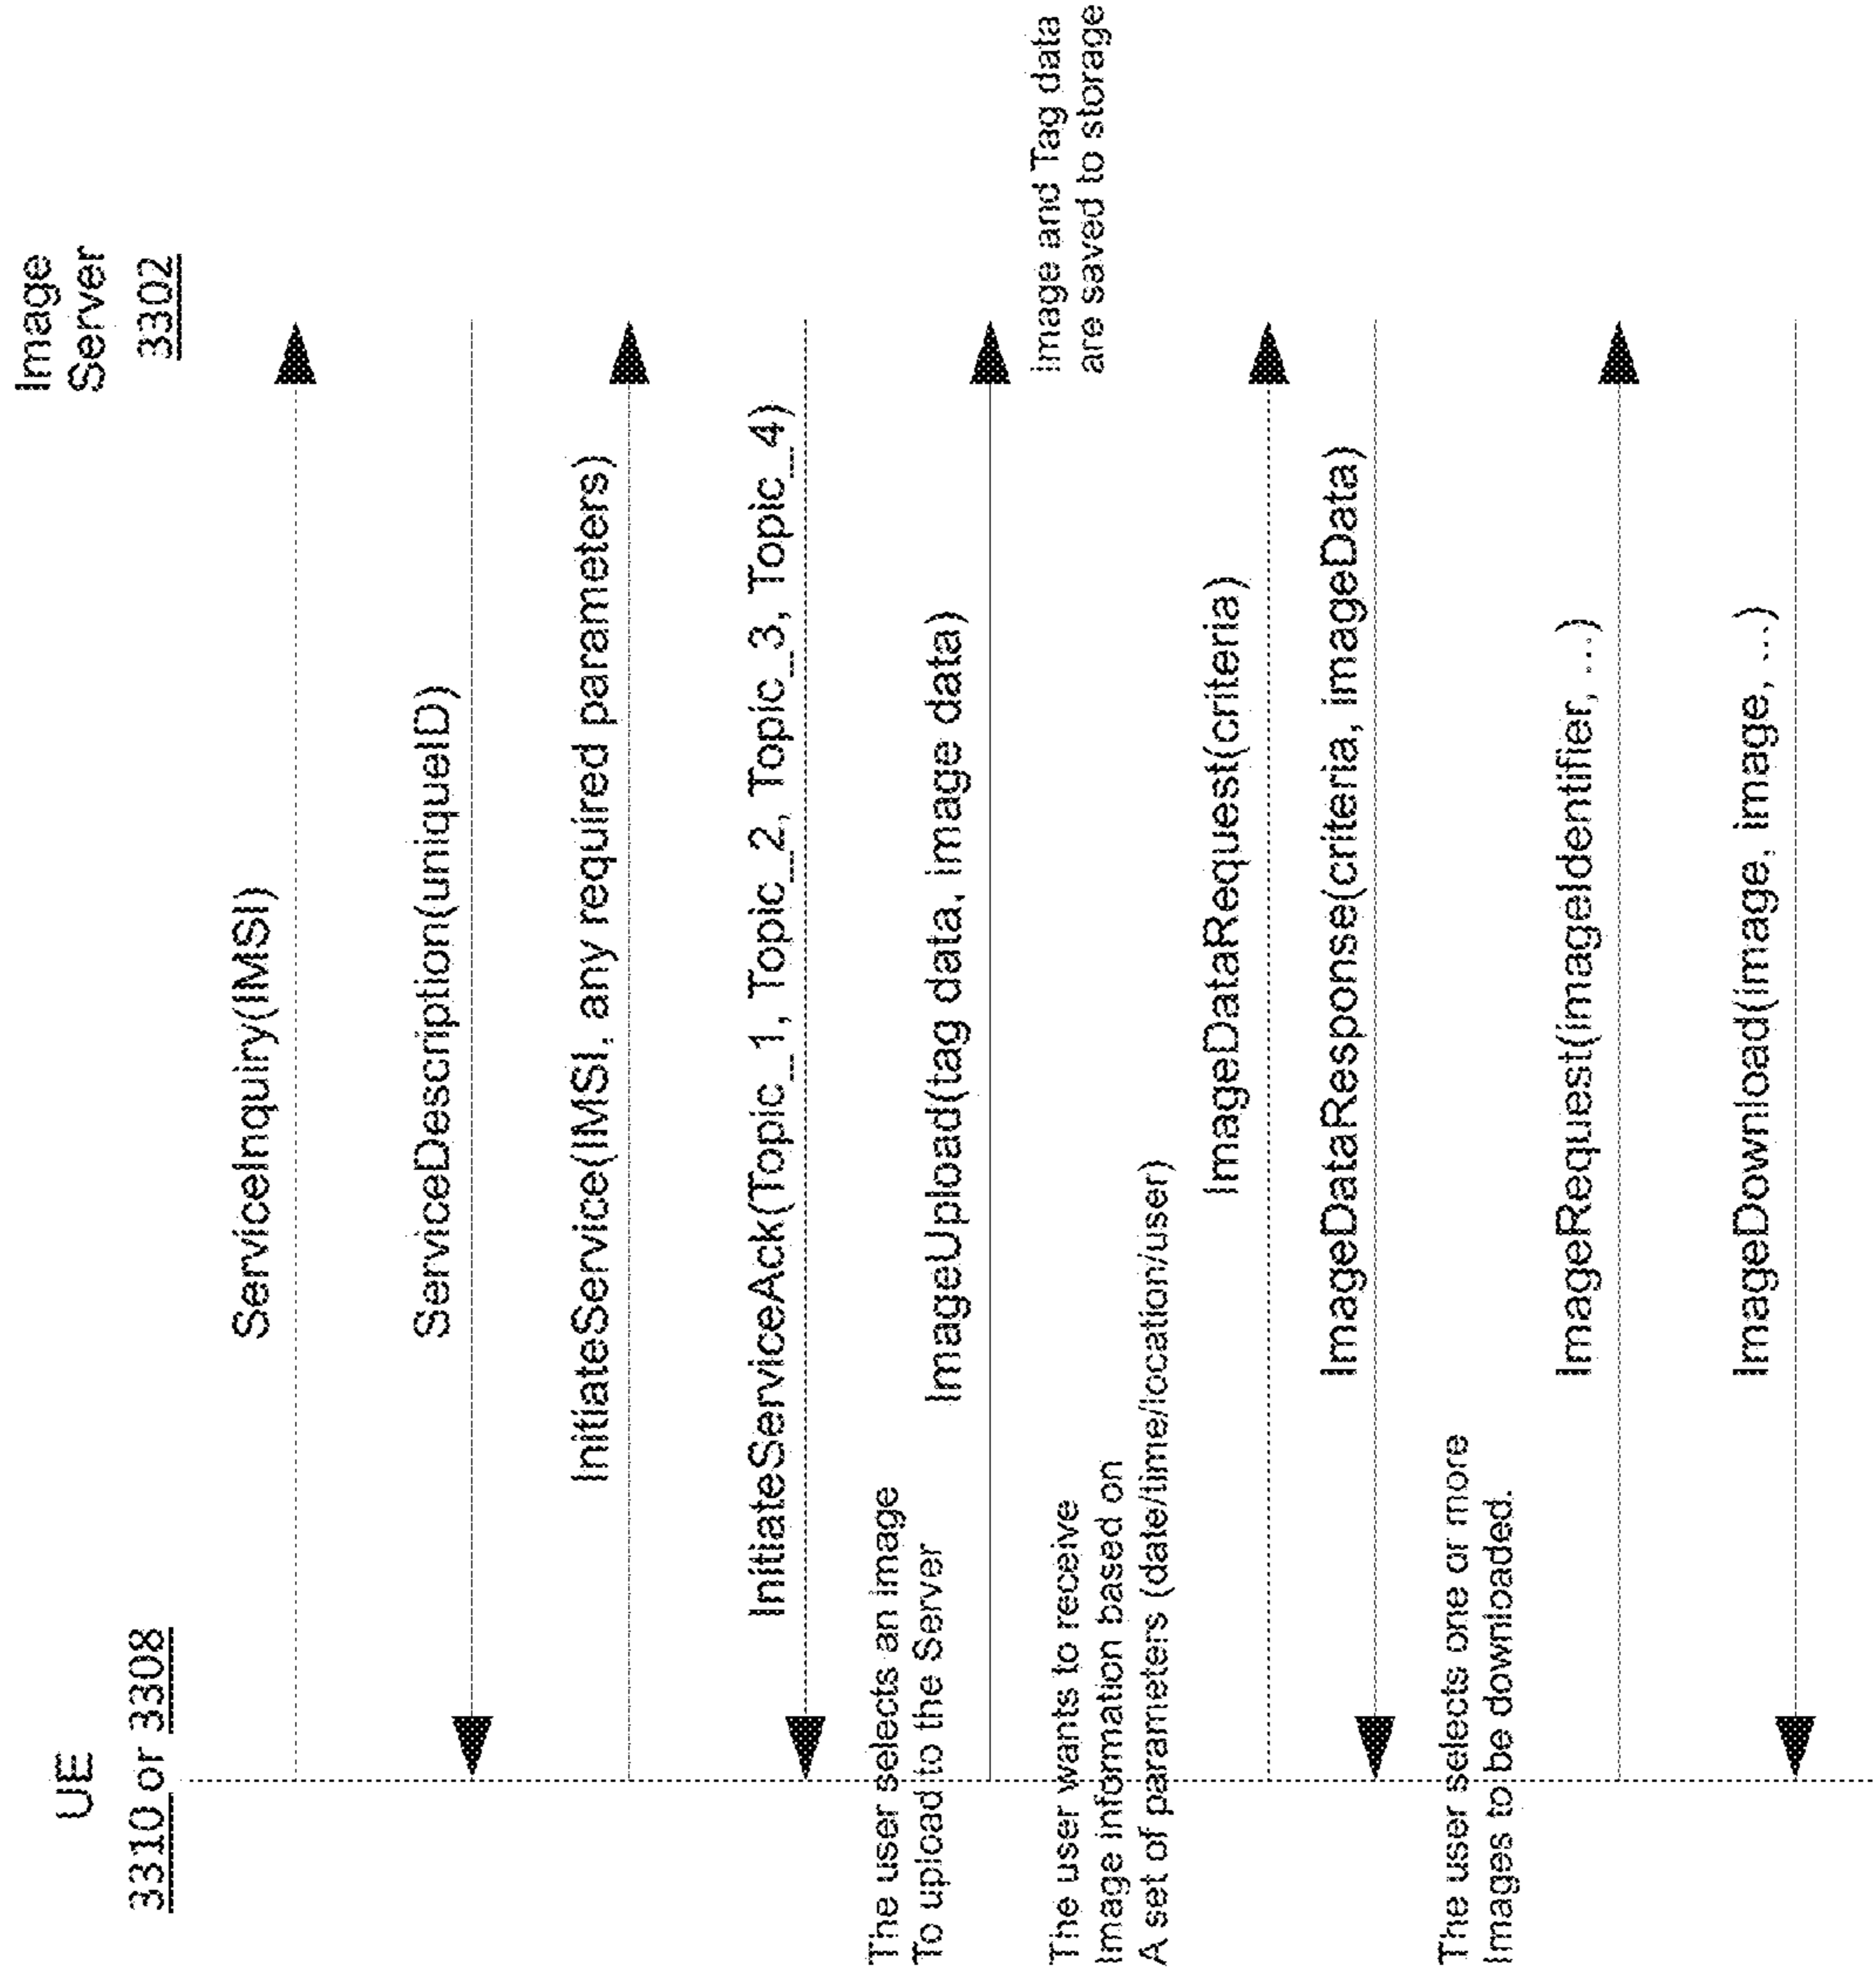 UE
3310 or 3308
Image
Server
3302
ServiceInquiry(IMSI)
ServiceDescription(uniqueID)
InitiateService(IMSI, any required parameters)
InitiateServiceAck(Topic_1, Topic_2, Topic_3, Topic_4)
The user selects an image
To upload to the Server
ImageUpload(tag data, image data)
Image and Tag data
are saved to storage
The user wants to receive
Image information based on
A set of parameters (date/time/location/user)
ImageDataRequest(criteria)
ImageDataResponse(criteria, imageData)
The user selects one or more
Images to be downloaded.
ImageRequest(imageIdentifier, ...)
ImageDownload(image, image, ...)